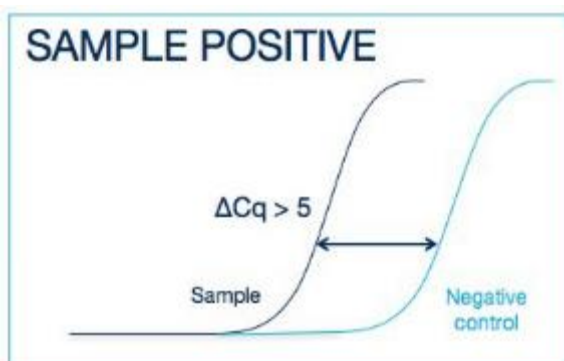 SAMPLE POSITIVE
ΔCq > 5
Sample
Negative
control